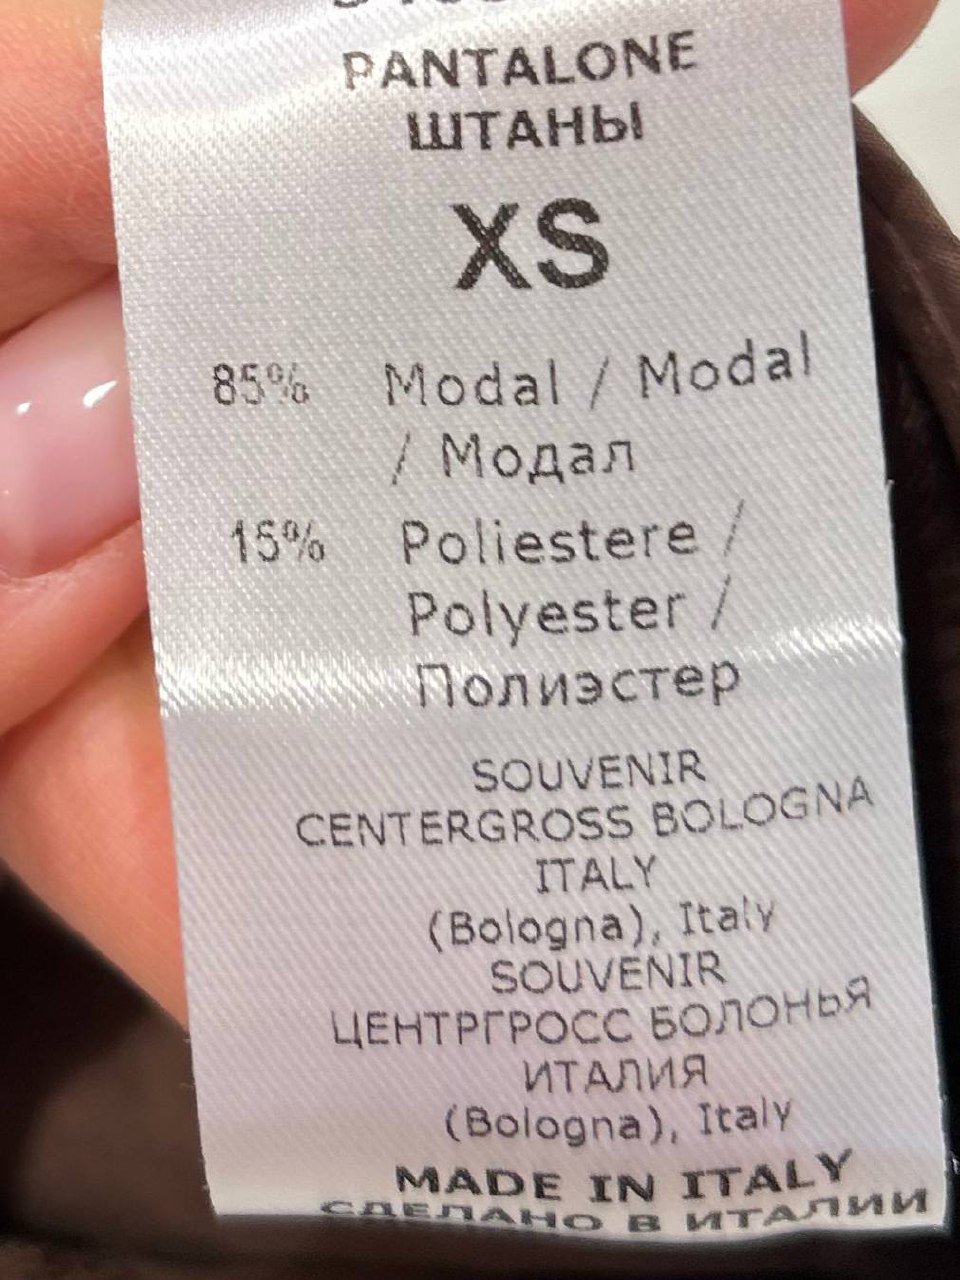 PANTALONE
ШТАНЫ
XS
85% Modal / Modal
/ Модал
15% Poliestere /
Polyester /
Полиэстер
SOUVENIR
CENTERGROSS BOLOGNA
ITALY
(Bologna), Italy
SOUVENIR
ЦЕНТРГРОСС БОЛОНЬЯ
ИТАЛИЯ
(Bologna), Italy
MADE IN ITALY
СДЕЛАНО В ИТАЛИИ